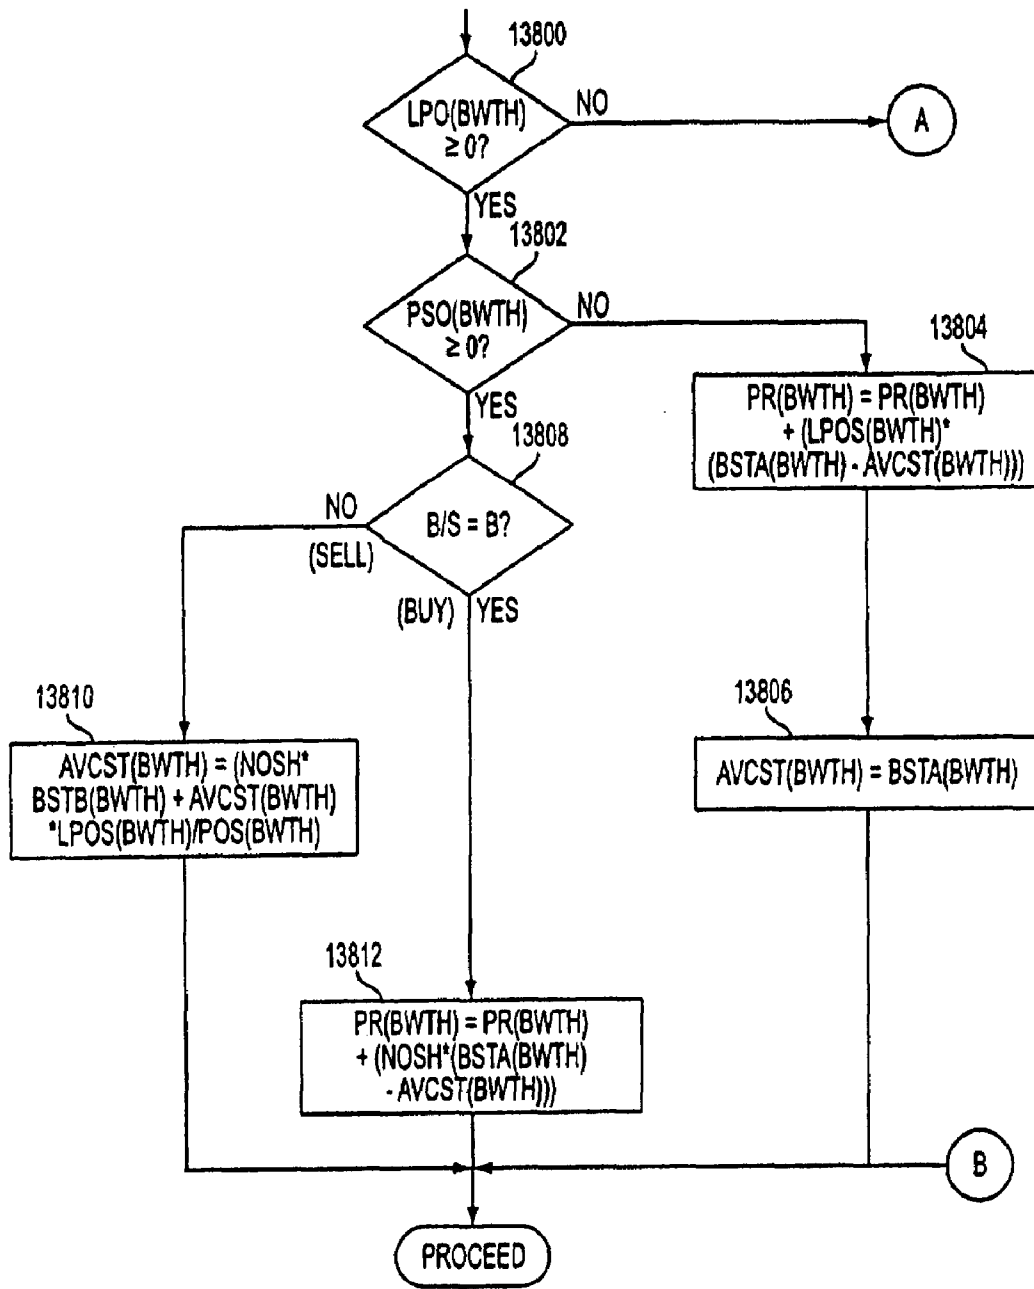 13800
LPO(BWTH)
≥ 0?
NO
A
YES
13802
PSO(BWTH)
≥ 0?
NO
13804
PR(BWTH) = PR(BWTH)
+ (LPOS(BWTH)*
(BSTA(BWTH) - AVCST(BWTH)))
YES
13808
B/S = B?
NO
(SELL)
(BUY) YES
13810
AVCST(BWTH) = (NOSH*
BSTB(BWTH) + AVCST(BWTH)
*LPOS(BWTH)/POS(BWTH)
13806
AVCST(BWTH) = BSTA(BWTH)
13812
PR(BWTH) = PR(BWTH)
+ (NOSH*(BSTA(BWTH)
- AVCST(BWTH)))
B
PROCEED